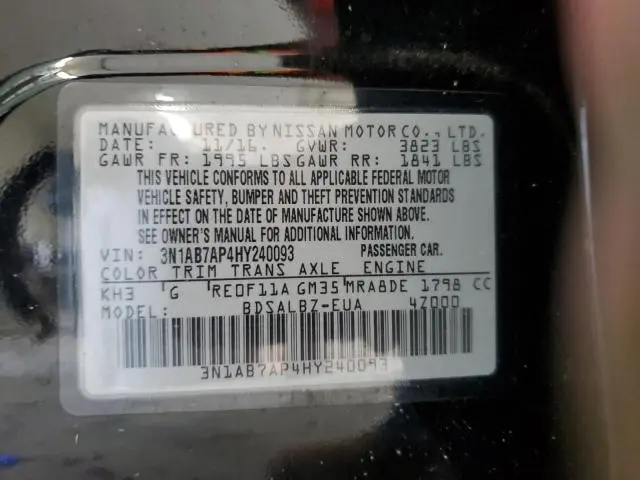 MANUFACTURED BY NISSAN MOTOR CO., LTD.
DATE: 11/16. GVWR: 3823 LBS
GAWR FR: 1995 LBS GAWR RR: 1841 LBS
THIS VEHICLE CONFORMS TO ALL APPLICABLE FEDERAL MOTOR
VEHICLE SAFETY, BUMPER AND THEFT PREVENTION STANDARDS
IN EFFECT ON THE DATE OF MANUFACTURE SHOWN ABOVE.
SEE OWNER'S MANUAL FOR ADDITIONAL INFORMATION.
VIN: 3N1AB7AP4HY240093 PASSENGER CAR.
COLOR TRIM TRANS AXLE ENGINE
KH3 G RE0F11A GM35 MRA8DE 1798 CC
MODEL: BDSALBZ-EUA 4Z000
3N1AB7AP4HY240093